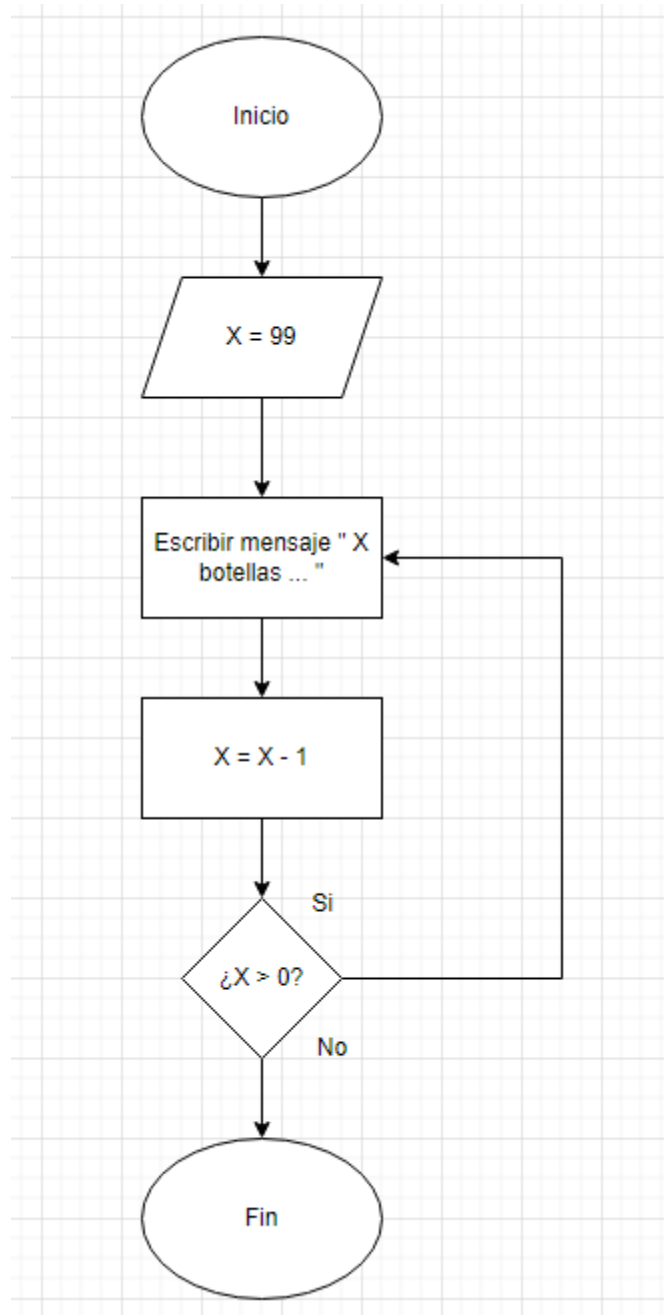 Inicio
X = 99
Escribir mensaje " X
botellas ... "
X = X - 1
Si
¿X > 0?
No
Fin